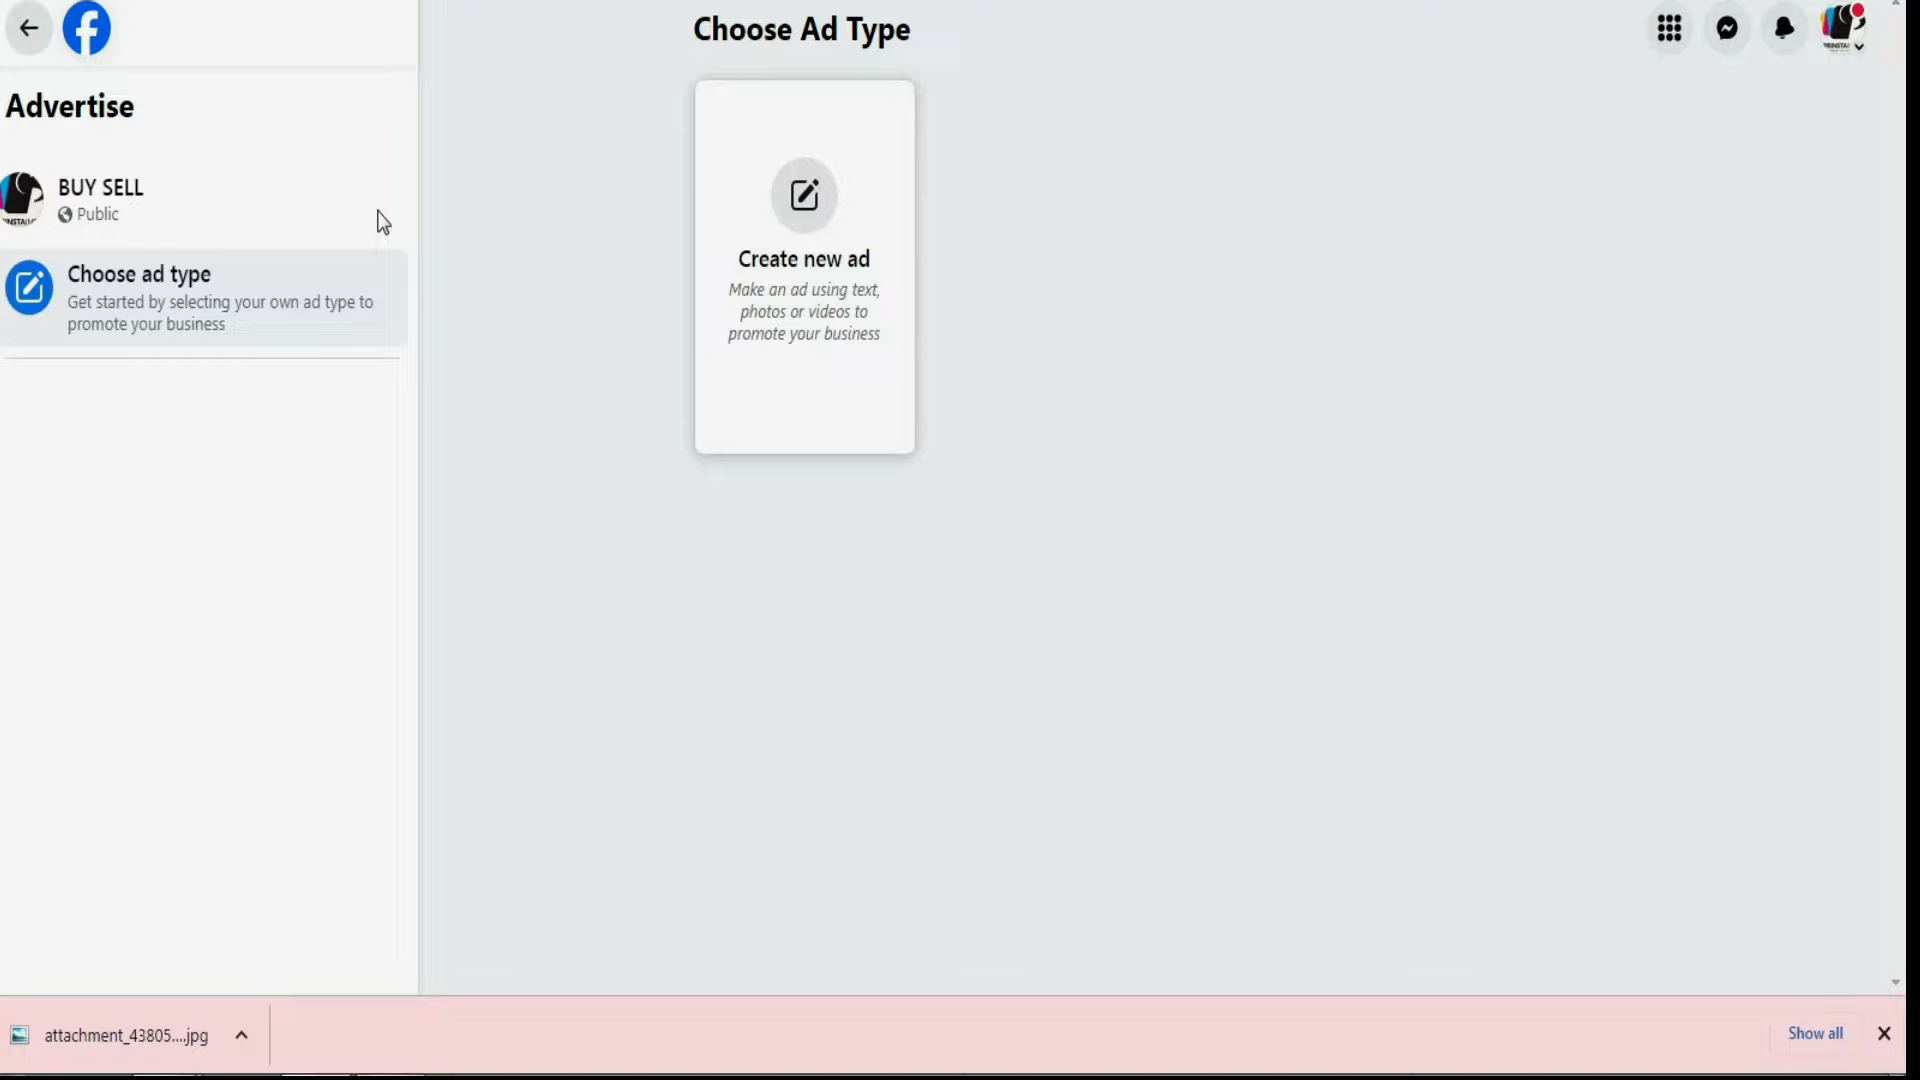 Choose Ad Type
Advertise
BUY SELL
Public
Choose ad type
Get started by selecting your own ad type to
promote your business
Create new ad
Make an ad using text,
photos or videos to
promote your business
attachment_43805....jpg
Show all